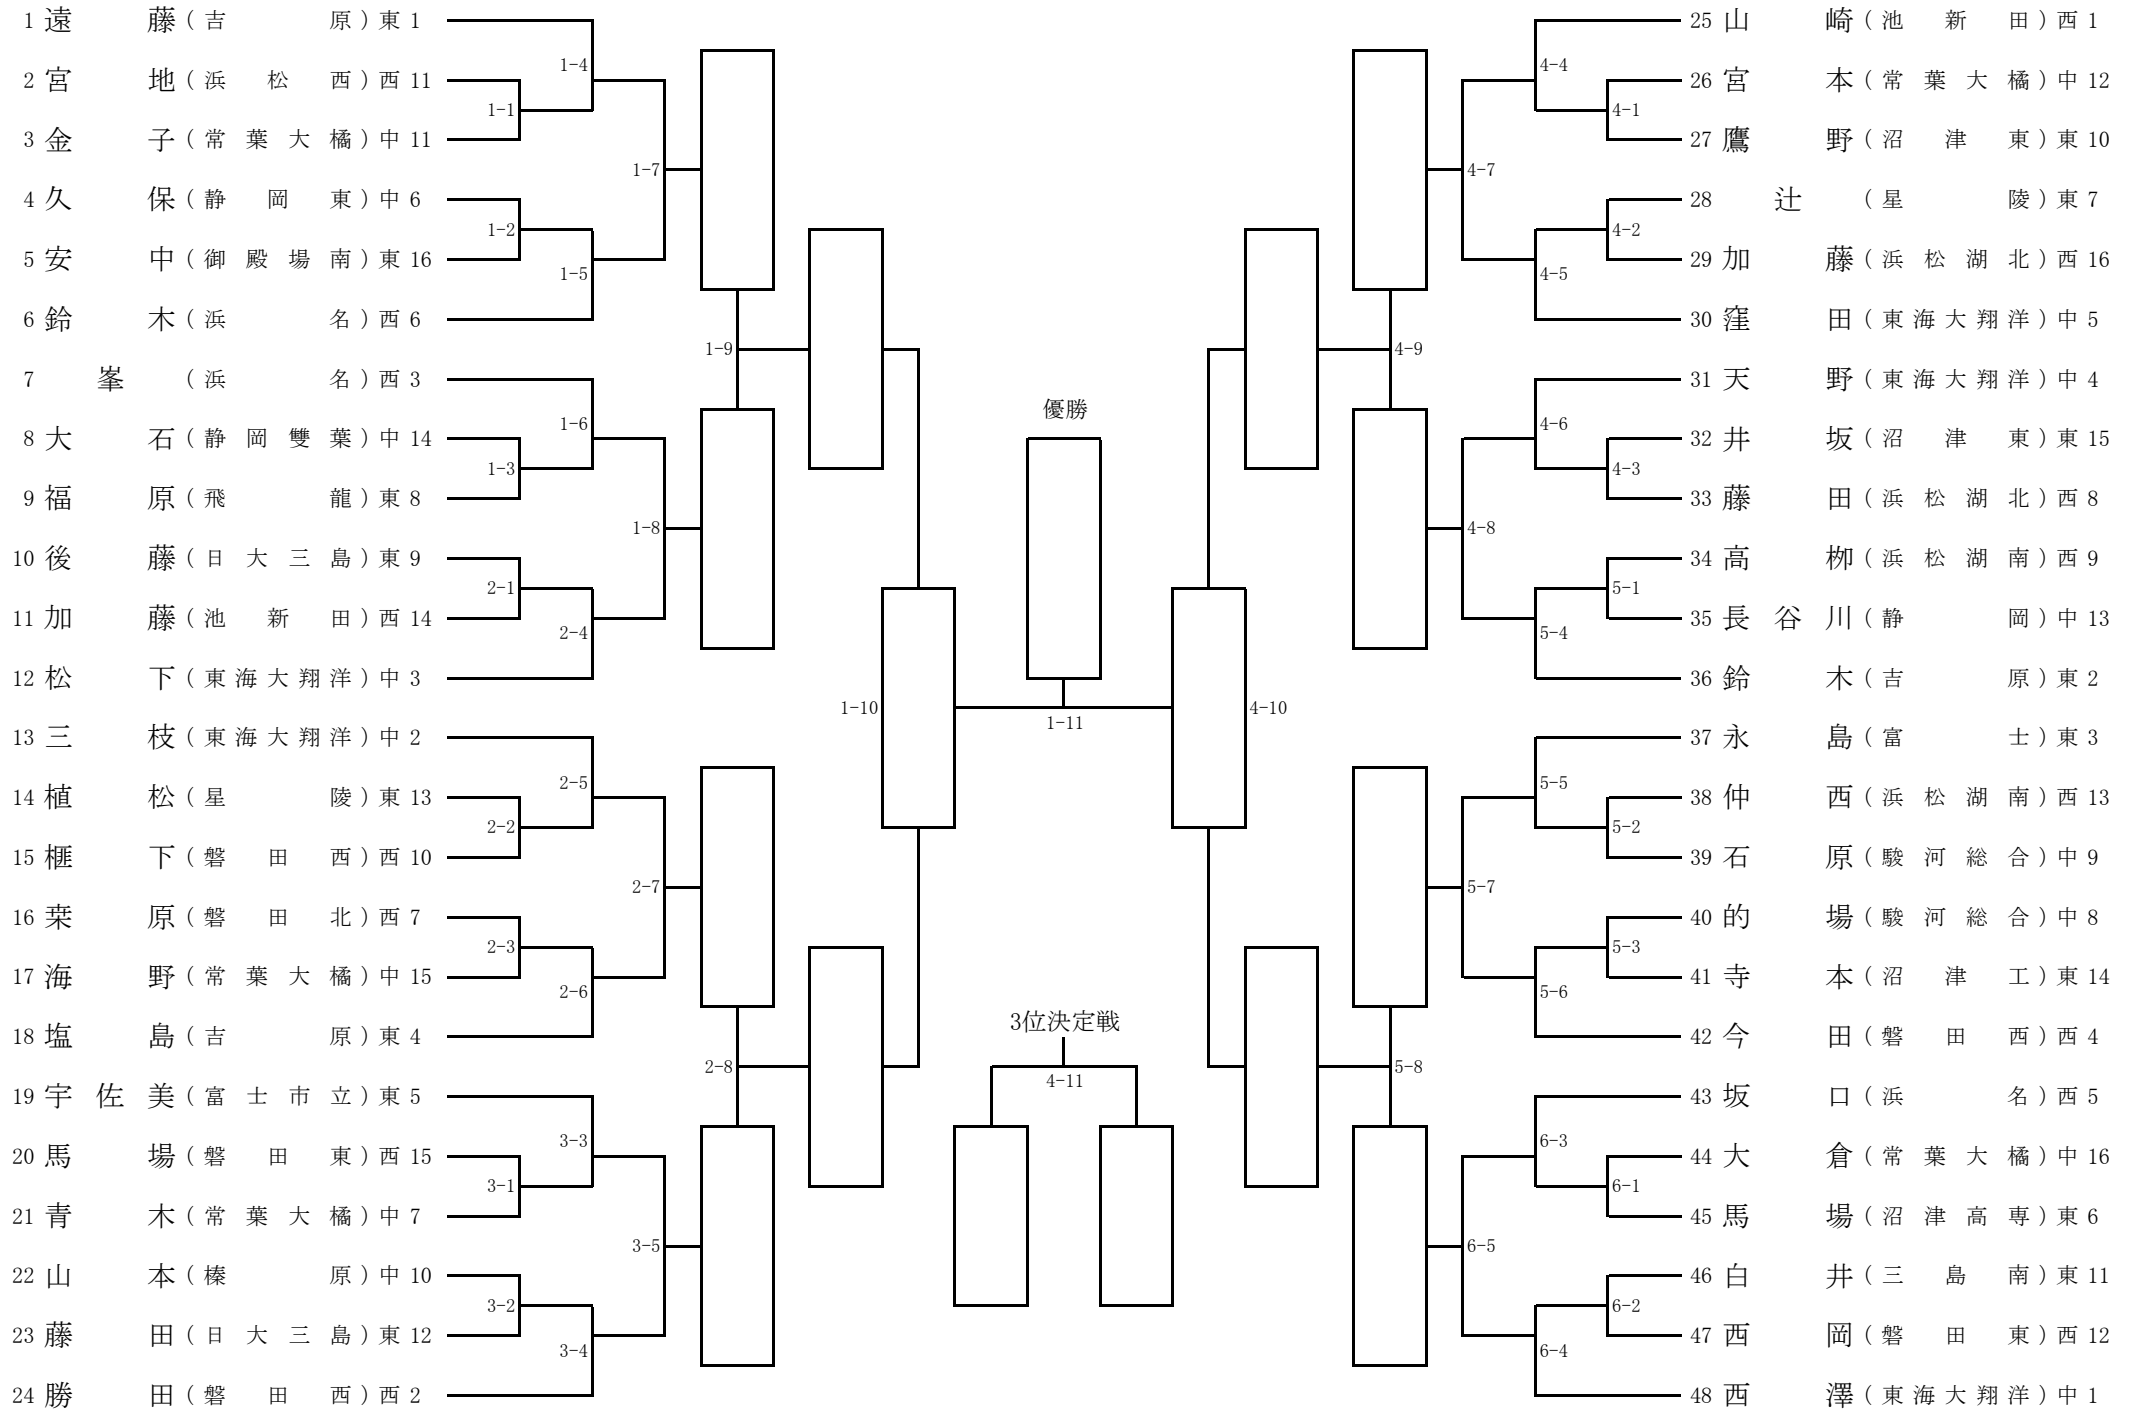 1 遠藤(吉原)東 1
2 宮地(浜松西)西 11
3 金子(常葉大橘)中 11
4 久保(静岡東)中 6
5 安中(御殿場南)東 16
6 鈴木(浜名)西 6
7 峯(浜名)西 3
8 大石(静岡雙葉)中 14
9 福原(飛龍)東 8
10 後藤(日大三島)東 9
11 加藤(池新田)西 14
12 松下(東海大翔洋)中 3
13 三枝(東海大翔洋)中 2
14 植松(星陵)東 13
15 榧下(磐田西)西 10
16 桒原(磐田北)西 7
17 海野(常葉大橘)中 15
18 塩島(吉原)東 4
19 宇佐美(富士市立)東 5
20 馬場(磐田東)西 15
21 青木(常葉大橘)中 7
22 山本(榛原)中 10
23 藤田(日大三島)東 12
24 勝田(磐田西)西 2
1-4
1-1
1-7
1-2
1-5
1-9
1-6
1-3
1-8
2-1
2-4
1-10
2-5
2-2
2-7
2-3
2-6
2-8
3-3
3-1
3-5
3-2
3-4
優勝
1-11
3位決定戦
4-11
4-4
4-1
4-7
4-2
4-5
4-9
4-6
4-3
4-8
5-1
5-4
4-10
5-5
5-2
5-7
5-3
5-6
5-8
6-3
6-1
6-5
6-2
6-4
25 山崎(池新田)西 1
26 宮本(常葉大橘)中 12
27 鷹野(沼津東)東 10
28 辻(星陵)東 7
29 加藤(浜松湖北)西 16
30 窪田(東海大翔洋)中 5
31 天野(東海大翔洋)中 4
32 井坂(沼津東)東 15
33 藤田(浜松湖北)西 8
34 高栁(浜松湖南)西 9
35 長谷川(静岡)中 13
36 鈴木(吉原)東 2
37 永島(富士)東 3
38 仲西(浜松湖南)西 13
39 石原(駿河総合)中 9
40 的場(駿河総合)中 8
41 寺本(沼津工)東 14
42 今田(磐田西)西 4
43 坂口(浜名)西 5
44 大倉(常葉大橘)中 16
45 馬場(沼津高専)東 6
46 白井(三島南)東 11
47 西岡(磐田東)西 12
48 西澤(東海大翔洋)中 1